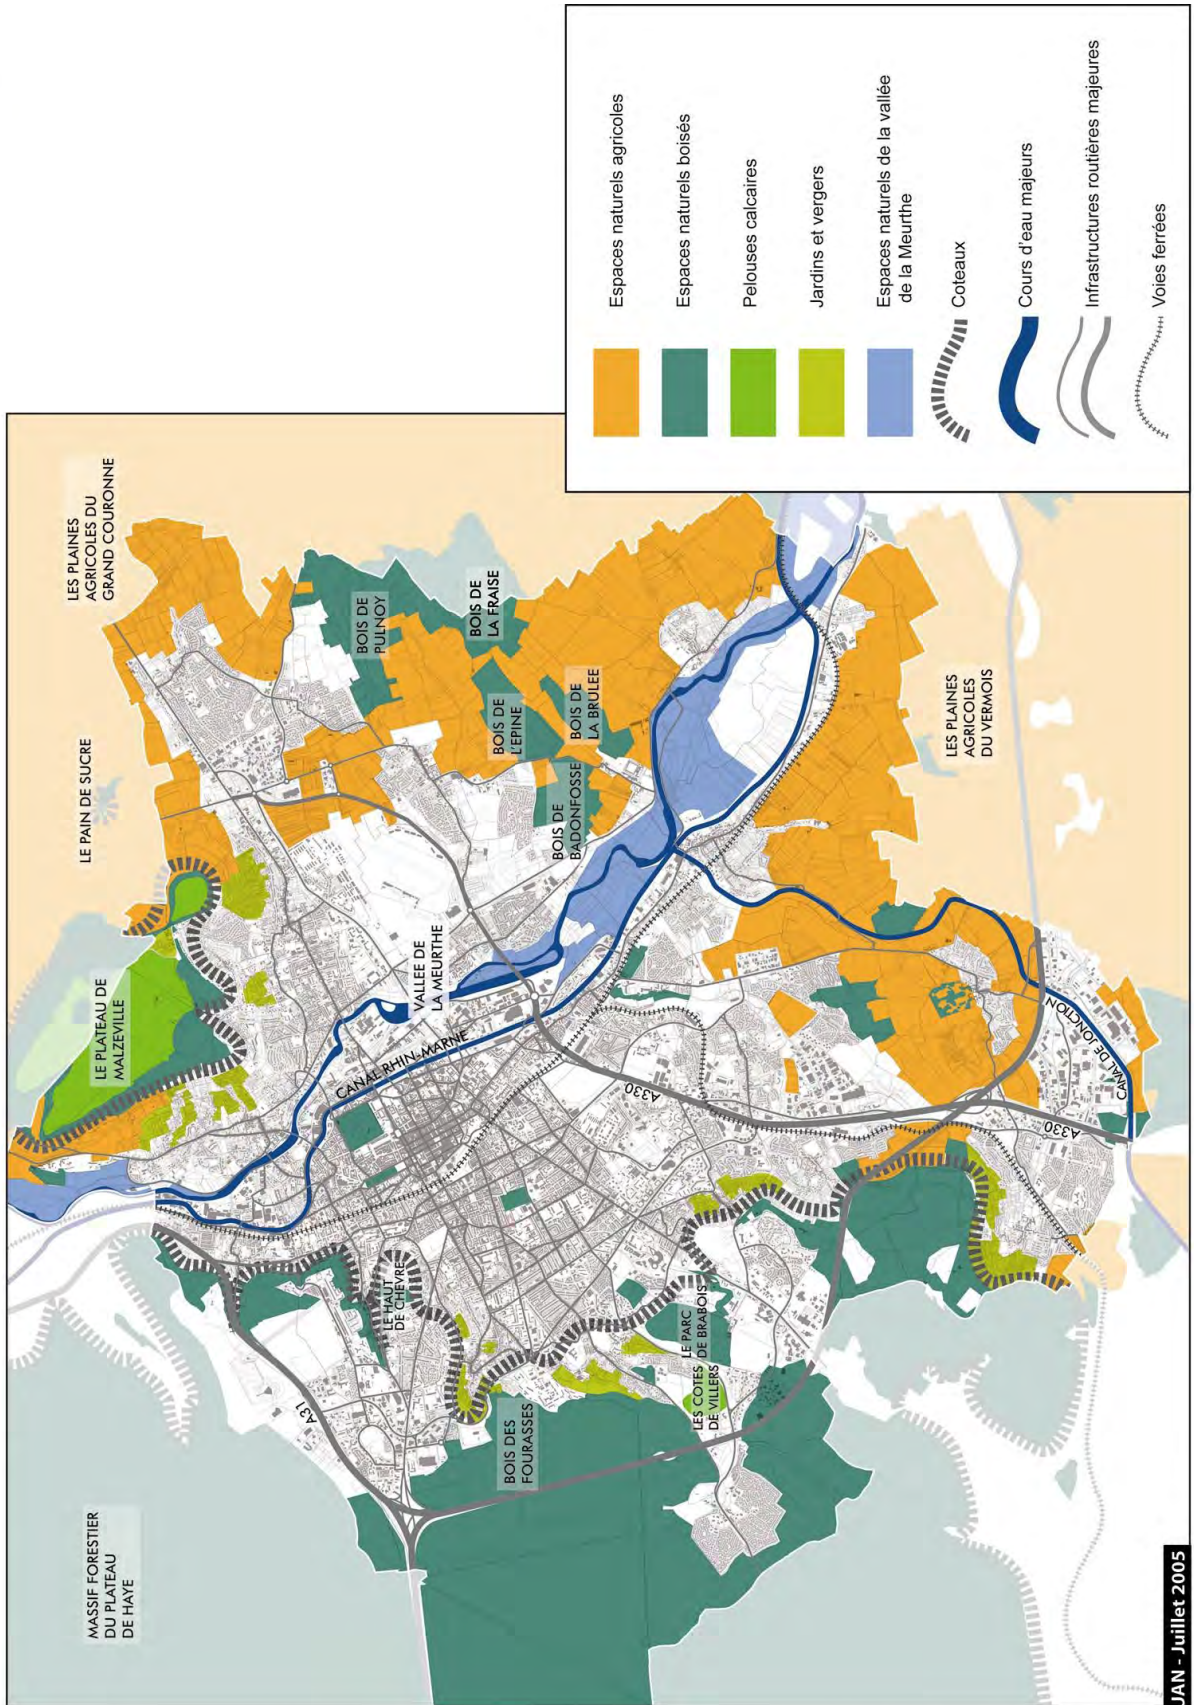 MASSIF FORESTIER
DU PLATEAU
DE HAYE
LE PLATEAU DE
MALZEVILLE
LE PAIN DE SUCRE
LES PLAINES
AGRICOLES DU
GRAND COURONNE
A31
LE HAUT
DE CHEVRE
CANAL RHIN-MARNE
VALLEE DE
LA MEURTHE
BOIS DE
PULNOY
BOIS DE
LA FRAISE
BOIS DE
L'EPINE
BOIS DE
LA BRULEE
BOIS DE
BADONFOSSE
BOIS DES
FOURASSES
LES COTES
DE VILLERS
LE PARC
DE BRABOIS
A330
LES PLAINES
AGRICOLES
DU VERMOIS
A330
CANAL DE JONCTION
Espaces naturels agricoles
Espaces naturels boisés
Pelouses calcaires
Jardins et vergers
Espaces naturels de la vallée
de la Meurthe
Coteaux
Cours d'eau majeurs
Infrastructures routières majeures
Voies ferrées
JAN - Juillet 2005